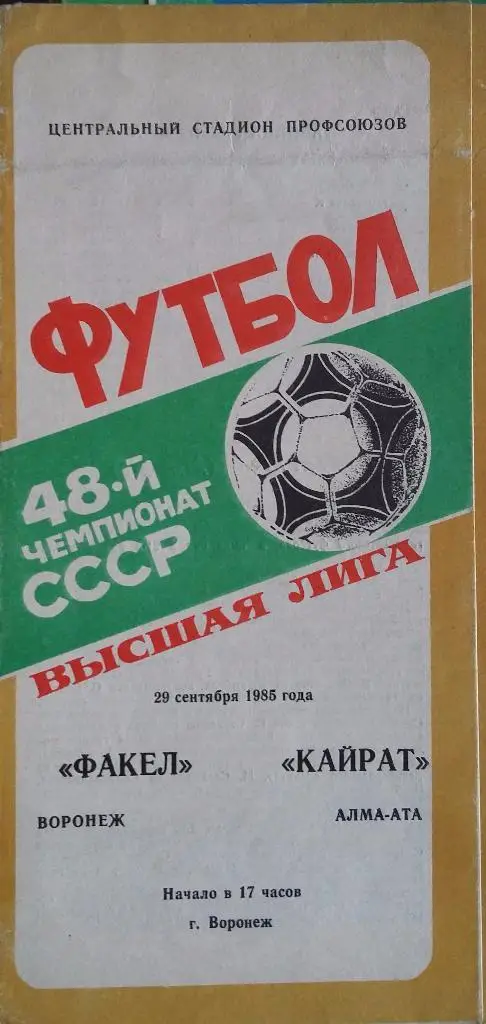 ЦЕНТРАЛЬНЫЙ СТАДИОН ПРОФСОЮЗОВ
ФУТБОЛ
48-й
ЧЕМПИОНАТ
СССР
ВЫСШАЯ ЛИГА
29 сентября 1985 года
«ФАКЕЛ» «КАЙРАТ»
ВОРОНЕЖ АЛМА-АТА
Начало в 17 часов
г. Воронеж